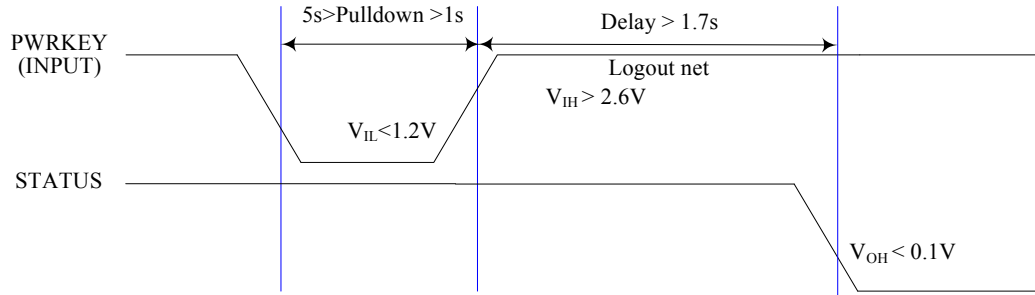 5s>Pulldown >1s
Delay > 1.7s
PWRKEY
(INPUT)
Logout net
V_IH > 2.6V
V_IL<1.2V
STATUS
V_OH < 0.1V